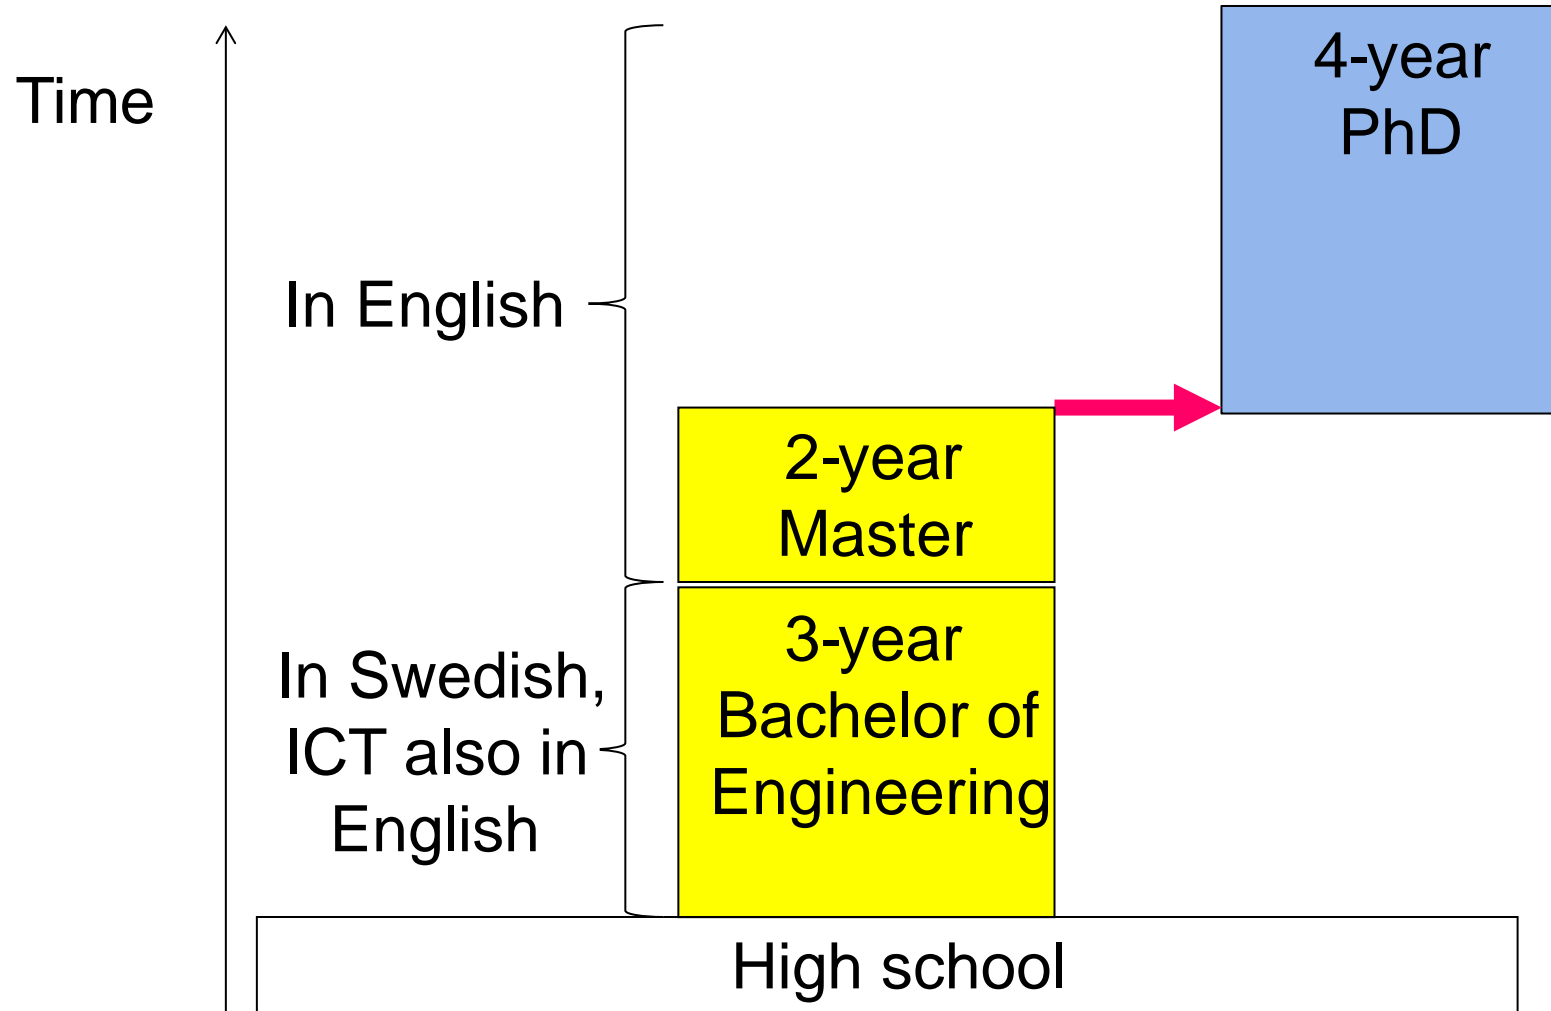 Time
4-year
PhD
In English
2-year
Master
In Swedish,
ICT also in
English
3-year
Bachelor of
Engineering
High school